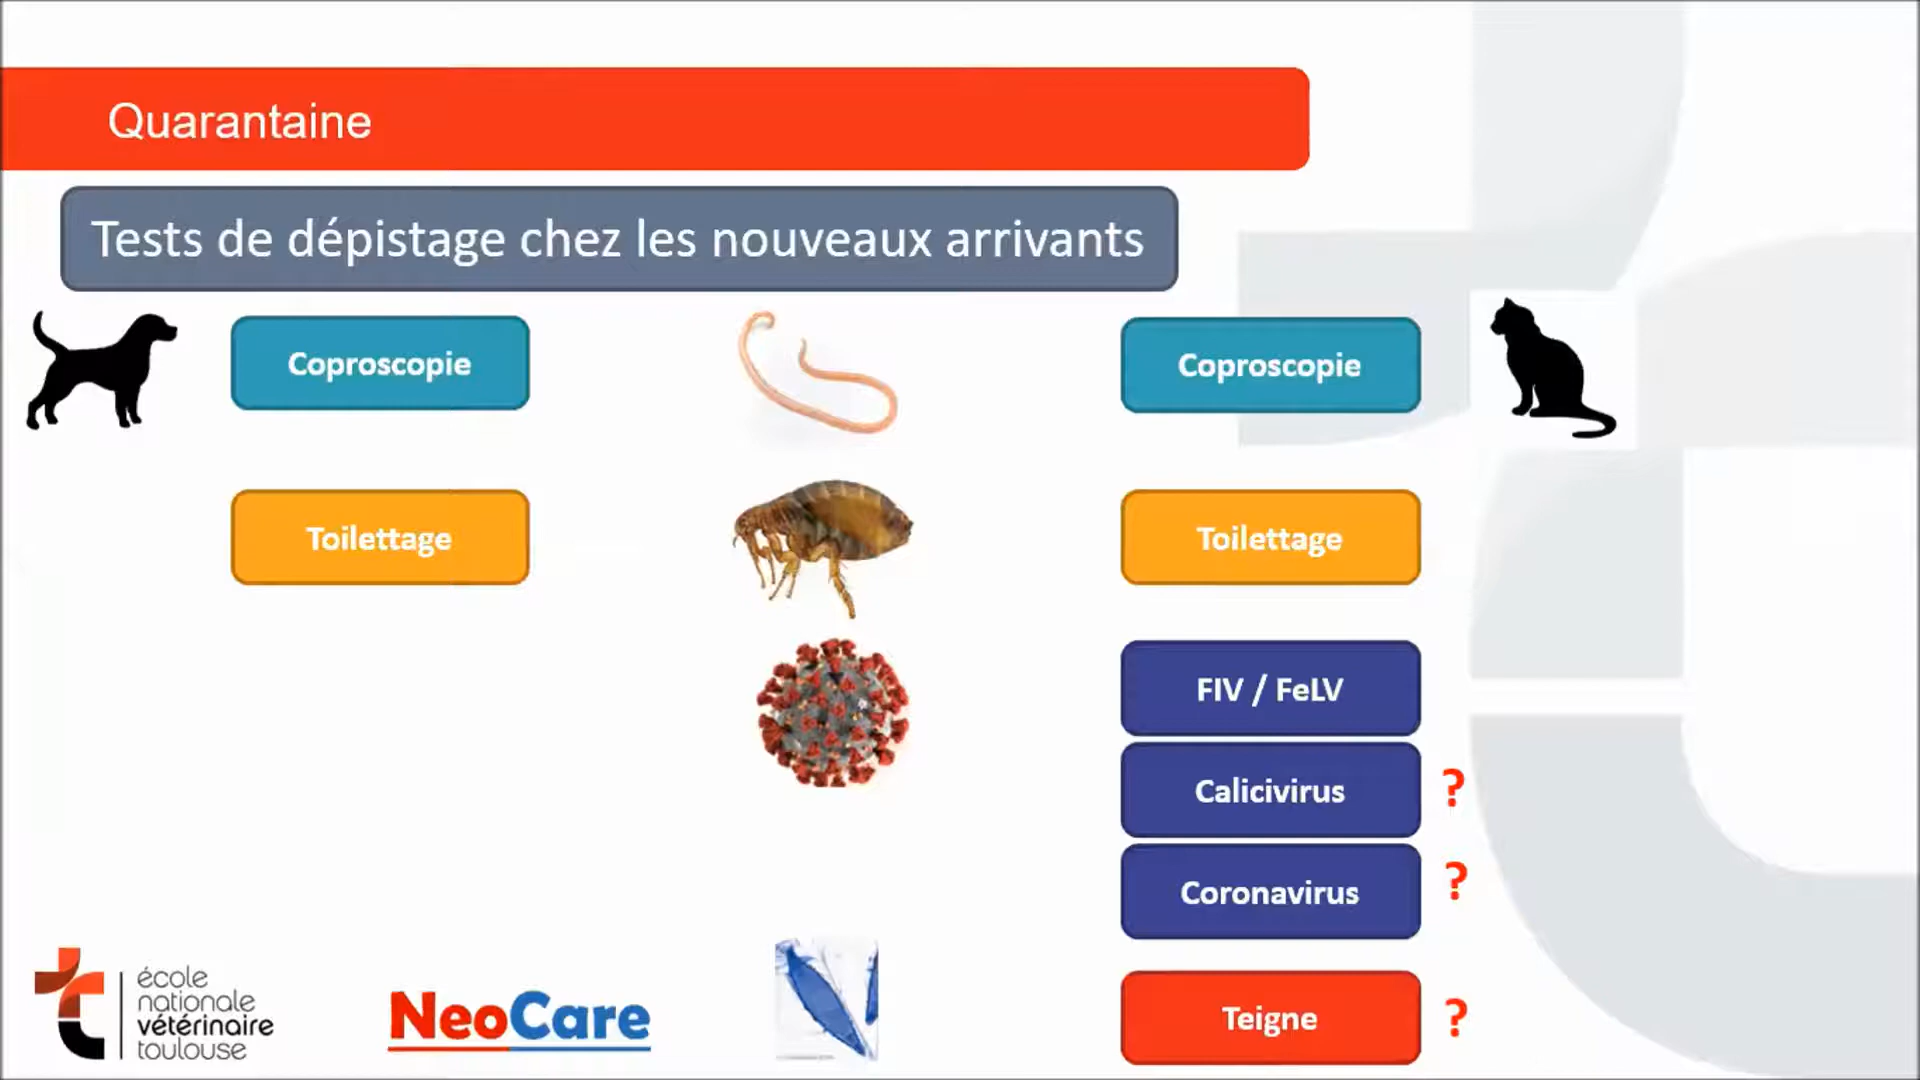 Quarantaine
Tests de dépistage chez les nouveaux arrivants
Coproscopie
Coproscopie
Toilettage
Toilettage
FIV / FeLV
Calicivirus ?
Coronavirus ?
Teigne ?
école
nationale
vétérinaire
toulouse
NeoCare